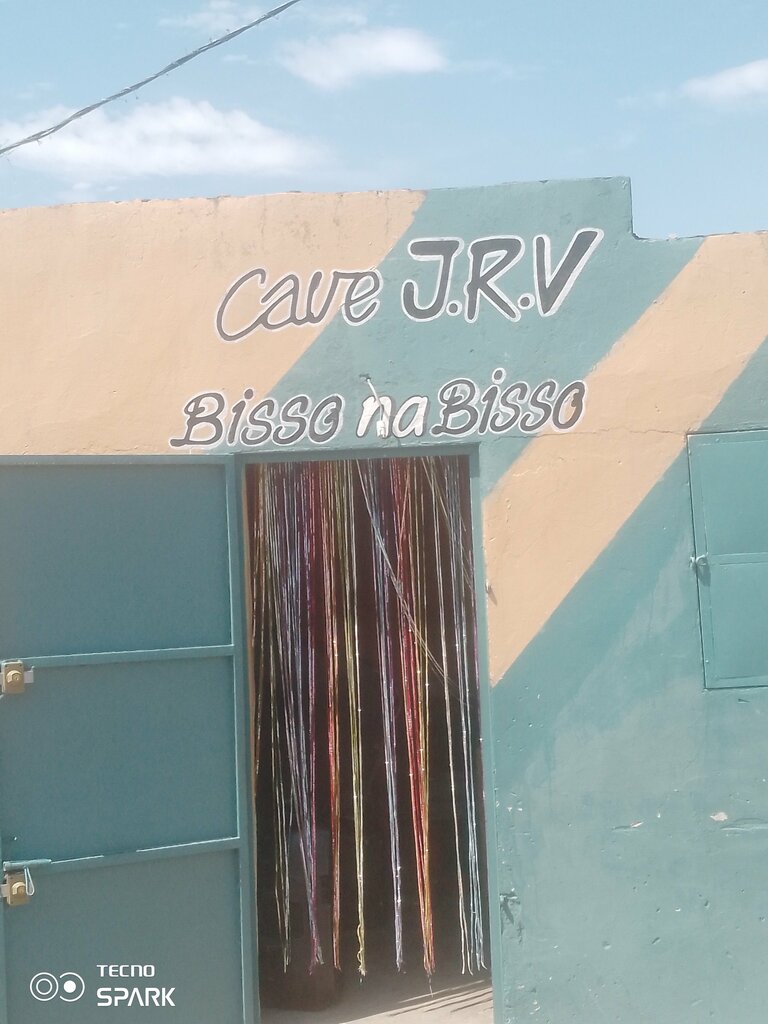 Cave J.R.V
Bisso na Bisso
TECNO
SPARK